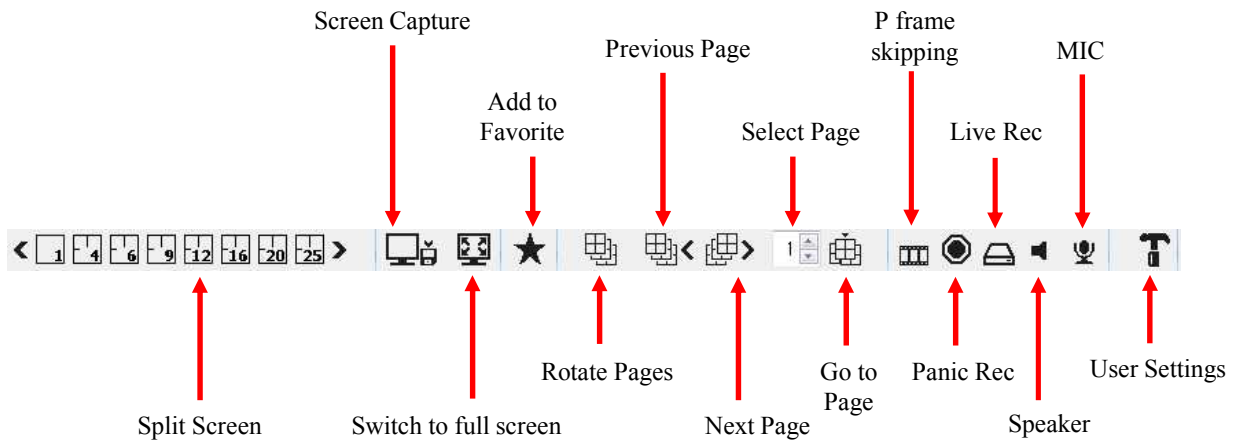 Screen Capture
P frame
skipping
Previous Page
MIC
Add to
Favorite
Select Page
Live Rec
1 4 6 9 12 16 20 25
1
Rotate Pages
Go to
Page
Panic Rec
User Settings
Split Screen
Switch to full screen
Next Page
Speaker